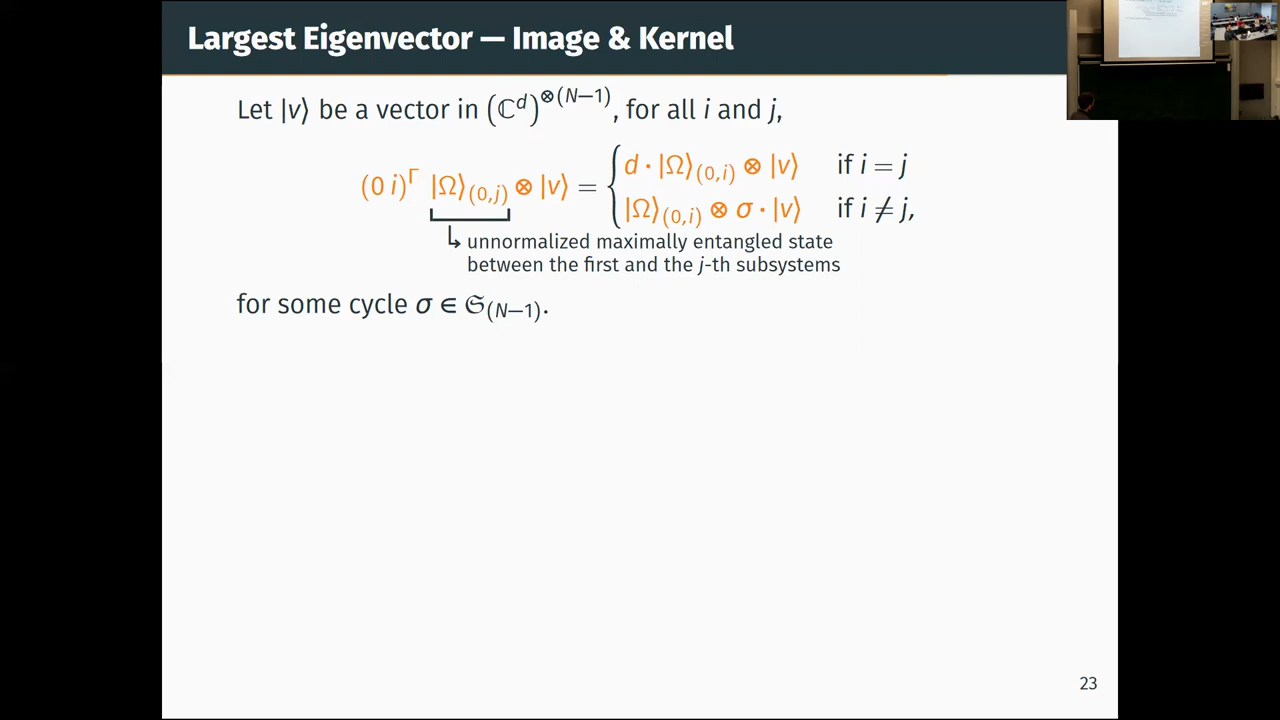 Largest Eigenvector — Image & Kernel
Let |v⟩ be a vector in (ℂᵈ)^⊗(N−1), for all i and j,
(0 i)^Γ |Ω⟩_(0,j) ⊗ |v⟩ = { d · |Ω⟩_(0,i) ⊗ |v⟩ if i = j
|Ω⟩_(0,i) ⊗ σ · |v⟩ if i ≠ j,
unnormalized maximally entangled state
between the first and the j-th subsystems
for some cycle σ ∈ 𝔖_(N−1).
23